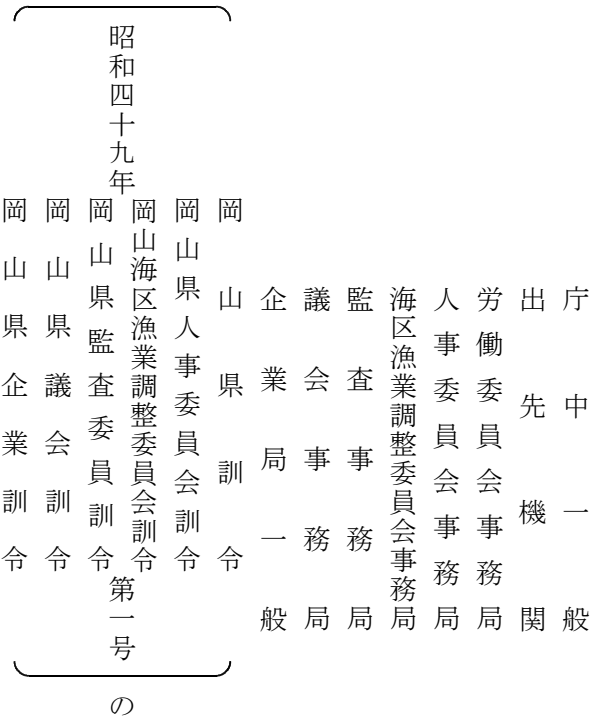 庁中一般
出先機関
労働委員会事務局
人事委員会事務局
海区漁業調整委員会事務局
監査事務局
議会事務局
企業局一般
昭和四十九年
岡山県訓令
岡山県人事委員会訓令
岡山海区漁業調整委員会訓令
岡山県監査委員訓令
岡山県議会訓令
岡山県企業訓令
第一号
の